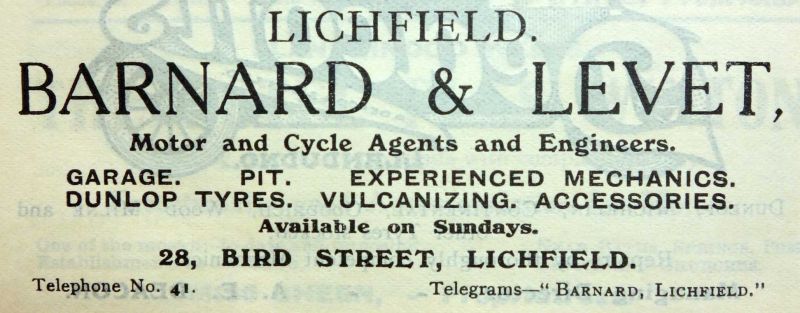 LICHFIELD.
BARNARD & LEVET,
Motor and Cycle Agents and Engineers.
GARAGE. PIT. EXPERIENCED MECHANICS.
DUNLOP TYRES. VULCANIZING. ACCESSORIES.
Available on Sundays.
28, BIRD STREET, LICHFIELD.
Telephone No. 41. Telegrams—"BARNARD, LICHFIELD."